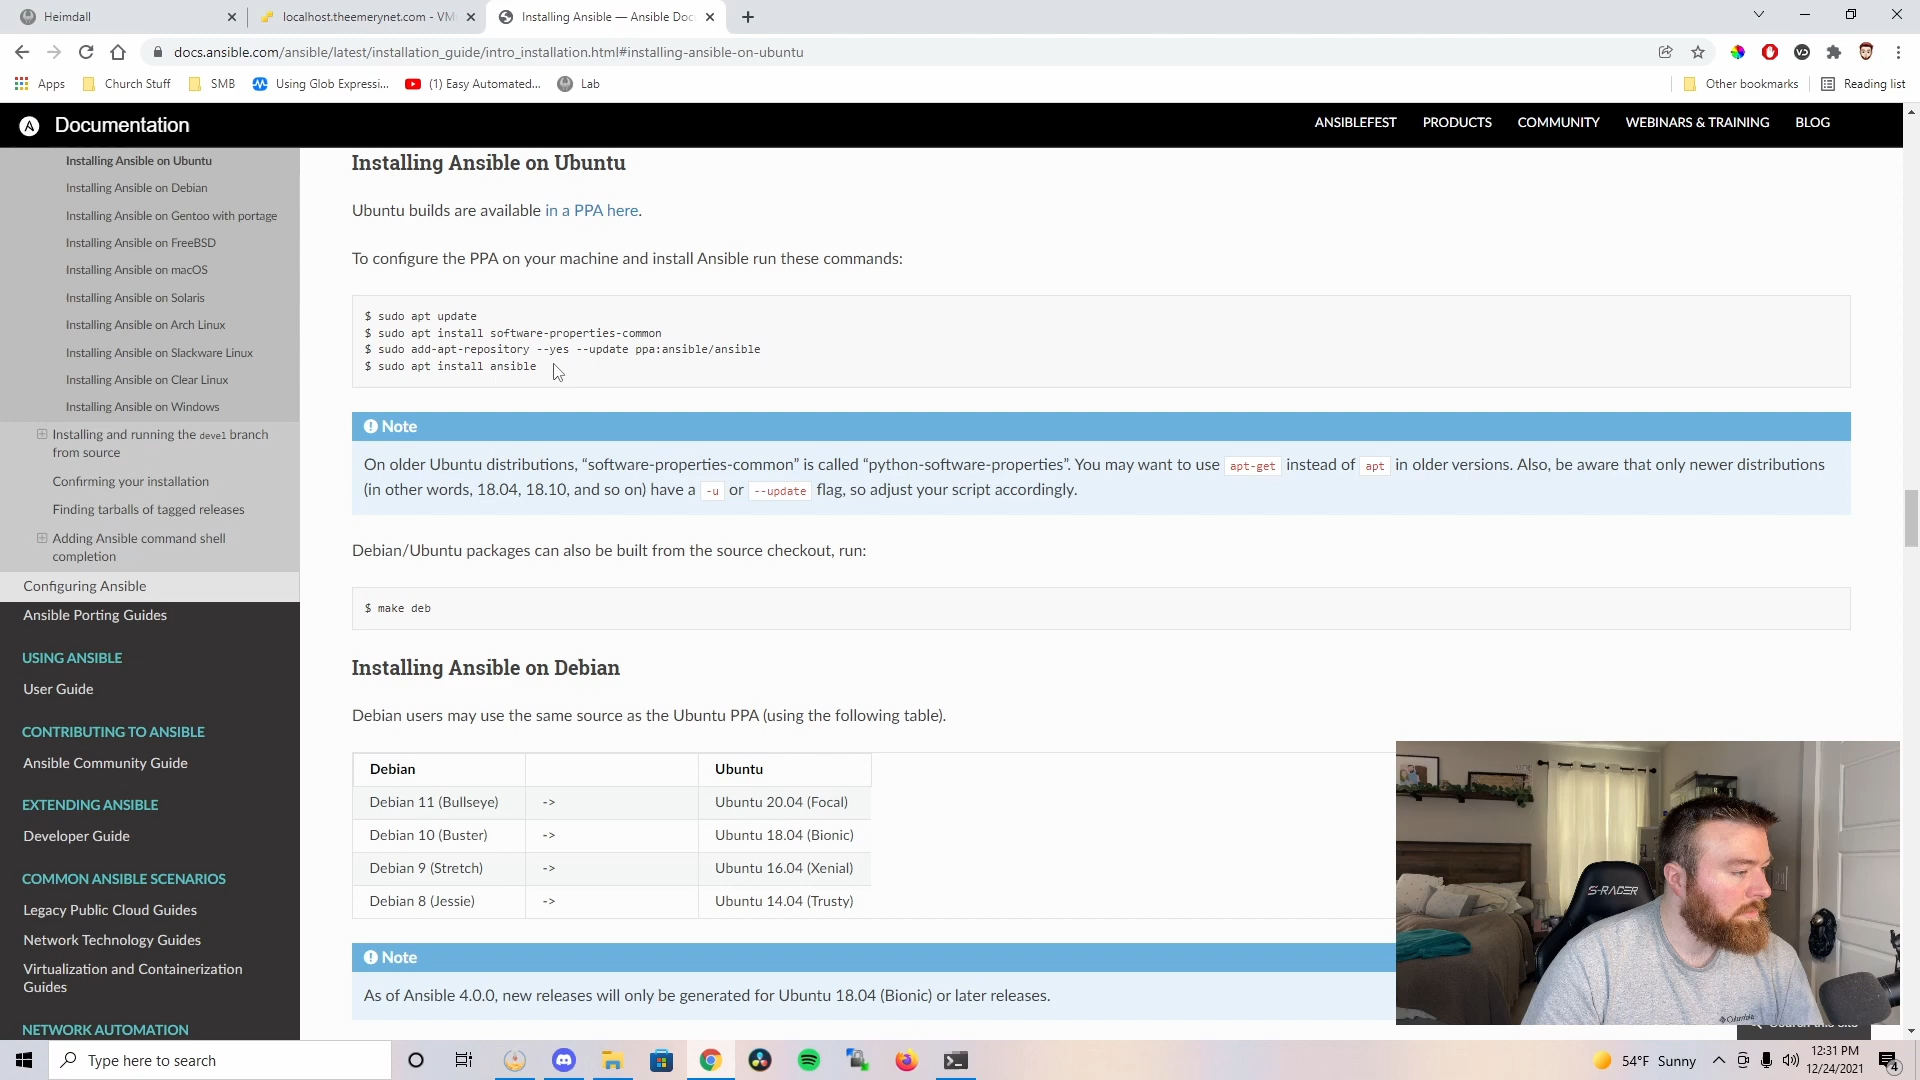 Heimdall
localhost.theemerynet.com - VM
Installing Ansible — Ansible Doc
docs.ansible.com/ansible/latest/installation_guide/intro_installation.html#installing-ansible-on-ubuntu
Apps
Church Stuff
SMB
Using Glob Expressi...
(1) Easy Automated...
Lab
Other bookmarks
Reading list
A Documentation
ANSIBLEFEST
PRODUCTS
COMMUNITY
WEBINARS & TRAINING
BLOG
Installing Ansible on Ubuntu
Installing Ansible on Debian
Installing Ansible on Gentoo with portage
Installing Ansible on FreeBSD
Installing Ansible on macOS
Installing Ansible on Solaris
Installing Ansible on Arch Linux
Installing Ansible on Slackware Linux
Installing Ansible on Clear Linux
Installing Ansible on Windows
Installing and running the devel branch
from source
Confirming your installation
Finding tarballs of tagged releases
Adding Ansible command shell
completion
Configuring Ansible
Ansible Porting Guides
USING ANSIBLE
User Guide
CONTRIBUTING TO ANSIBLE
Ansible Community Guide
EXTENDING ANSIBLE
Developer Guide
COMMON ANSIBLE SCENARIOS
Legacy Public Cloud Guides
Network Technology Guides
Virtualization and Containerization
Guides
NETWORK AUTOMATION
Installing Ansible on Ubuntu
Ubuntu builds are available in a PPA here.
To configure the PPA on your machine and install Ansible run these commands:
$ sudo apt update
$ sudo apt install software-properties-common
$ sudo add-apt-repository --yes --update ppa:ansible/ansible
$ sudo apt install ansible
Note
On older Ubuntu distributions, “software-properties-common” is called “python-software-properties”. You may want to use apt-get instead of apt in older versions. Also, be aware that only newer distributions
(in other words, 18.04, 18.10, and so on) have a -u or --update flag, so adjust your script accordingly.
Debian/Ubuntu packages can also be built from the source checkout, run:
$ make deb
Installing Ansible on Debian
Debian users may use the same source as the Ubuntu PPA (using the following table).
Debian Ubuntu
Debian 11 (Bullseye) -> Ubuntu 20.04 (Focal)
Debian 10 (Buster) -> Ubuntu 18.04 (Bionic)
Debian 9 (Stretch) -> Ubuntu 16.04 (Xenial)
Debian 8 (Jessie) -> Ubuntu 14.04 (Trusty)
Note
As of Ansible 4.0.0, new releases will only be generated for Ubuntu 18.04 (Bionic) or later releases.
S-RACER
Columbia
Type here to search
54°F Sunny
12:31 PM
12/24/2021
4